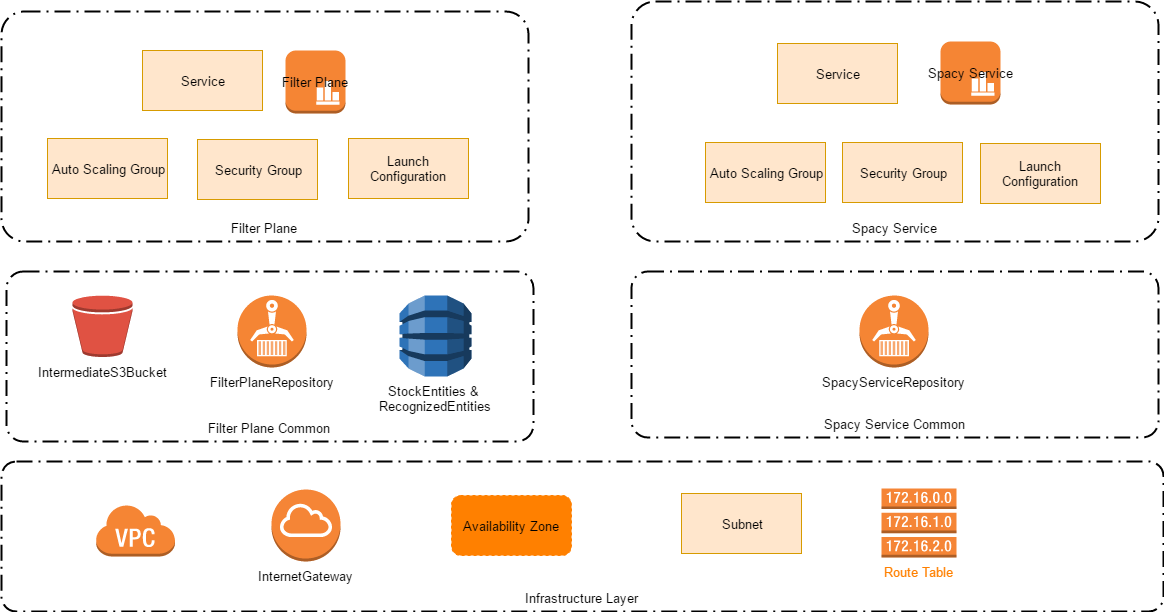 Service
Filter Plane
Auto Scaling Group
Security Group
Launch
Configuration
Filter Plane
Service
Spacy Service
Auto Scaling Group
Security Group
Launch
Configuration
Spacy Service
IntermediateS3Bucket
FilterPlaneRepository
StockEntities &
RecognizedEntities
Filter Plane Common
SpacyServiceRepository
Spacy Service Common
VPC
InternetGateway
Availability Zone
Subnet
172.16.0.0
172.16.1.0
172.16.2.0
Route Table
Infrastructure Layer